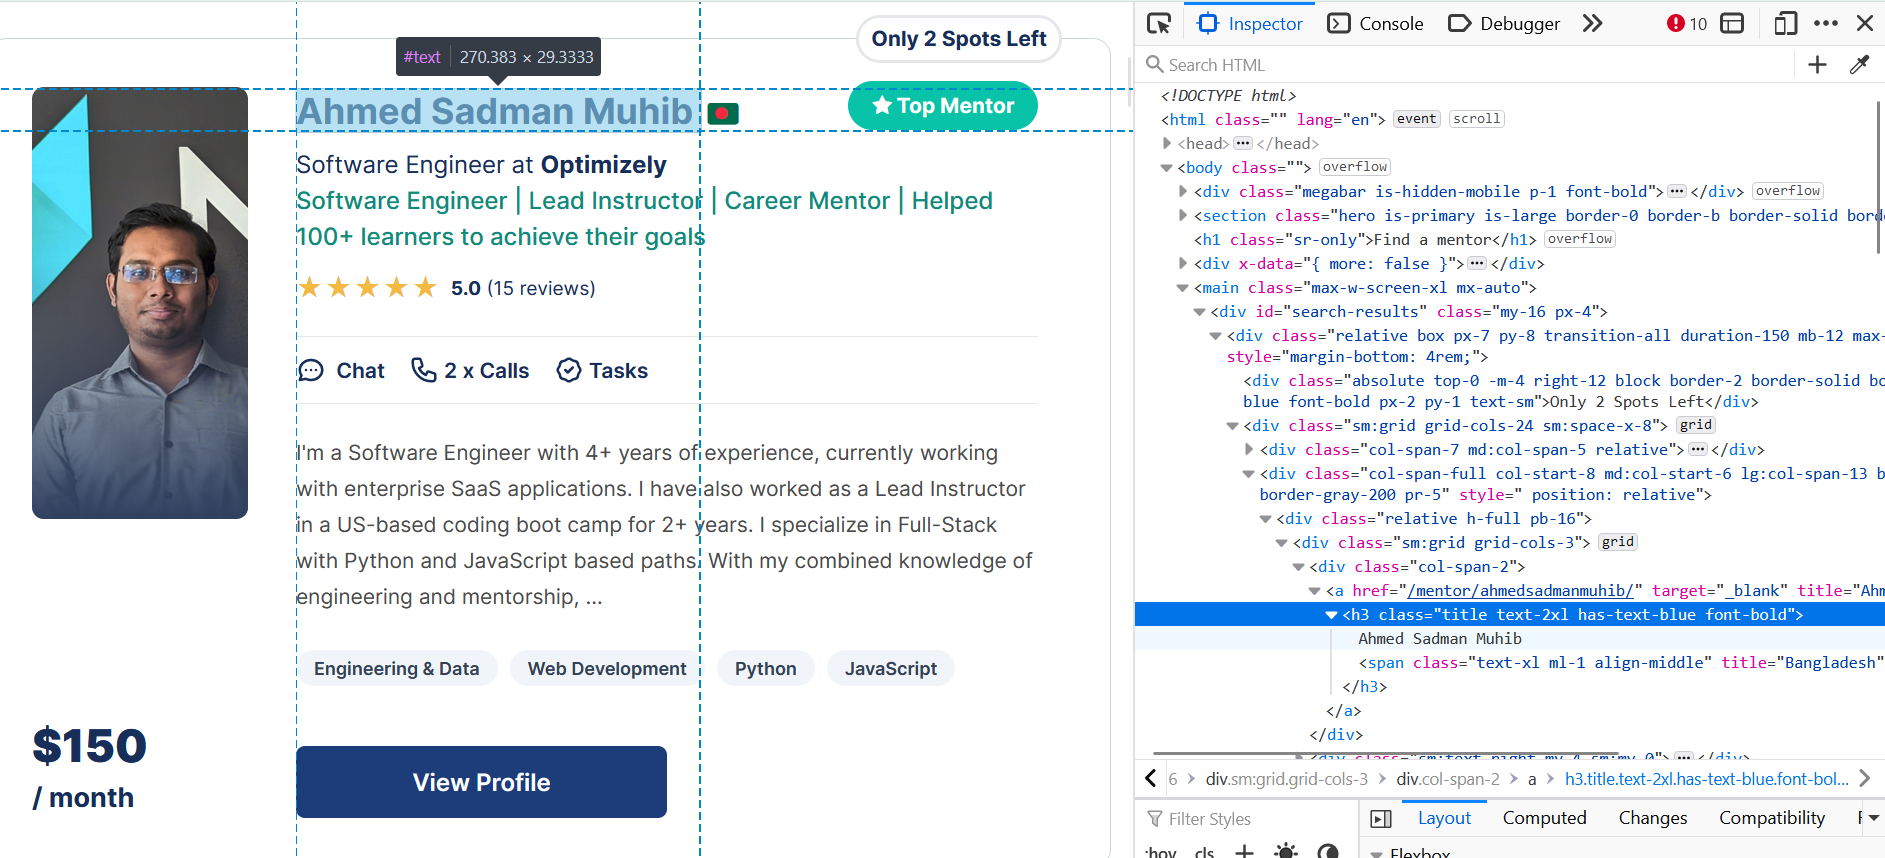 Only 2 Spots Left
#text 270.383 × 29.3333
Ahmed Sadman Muhib
Top Mentor
Software Engineer at Optimizely
Software Engineer | Lead Instructor | Career Mentor | Helped
100+ learners to achieve their goals
5.0 (15 reviews)
Chat 2 x Calls Tasks
I'm a Software Engineer with 4+ years of experience, currently working
with enterprise SaaS applications. I have also worked as a Lead Instructor
in a US-based coding boot camp for 2+ years. I specialize in Full-Stack
with Python and JavaScript based paths. With my combined knowledge of
engineering and mentorship, ...
Engineering & Data Web Development Python JavaScript
$150
/ month
View Profile
Inspector Console Debugger 10
Search HTML
<!DOCTYPE html>
<html class="" lang="en"> event scroll
<head> ••• </head>
<body class=""> overflow
<div class="megabar is-hidden-mobile p-1 font-bold"> ••• </div> overflow
<section class="hero is-primary is-large border-0 border-b border-solid bord
<h1 class="sr-only">Find a mentor</h1> overflow
<div x-data="{ more: false }"> ••• </div>
<main class="max-w-screen-xl mx-auto">
<div id="search-results" class="my-16 px-4">
<div class="relative box px-7 py-8 transition-all duration-150 mb-12 max-
style="margin-bottom: 4rem;">
<div class="absolute top-0 -m-4 right-12 block border-2 border-solid bo
blue font-bold px-2 py-1 text-sm">Only 2 Spots Left</div>
<div class="sm:grid grid-cols-24 sm:space-x-8"> grid
<div class="col-span-7 md:col-span-5 relative"> ••• </div>
<div class="col-span-full col-start-8 md:col-start-6 lg:col-span-13 b
border-gray-200 pr-5" style=" position: relative">
<div class="relative h-full pb-16">
<div class="sm:grid grid-cols-3"> grid
<div class="col-span-2">
<a href="/mentor/ahmedsadmanmuhib/" target="_blank" title="Ahm
<h3 class="title text-2xl has-text-blue font-bold">
Ahmed Sadman Muhib
<span class="text-xl ml-1 align-middle" title="Bangladesh"
</h3>
</a>
</div>
<div class="sm:text-right my-4 sm:my-0"> ••• </div>
6 > div.sm:grid.grid-cols-3 > div.col-span-2 > a > h3.title.text-2xl.has-text-blue.font-bol...
Filter Styles
:hov .cls
Layout Computed Changes Compatibility
Flexbox